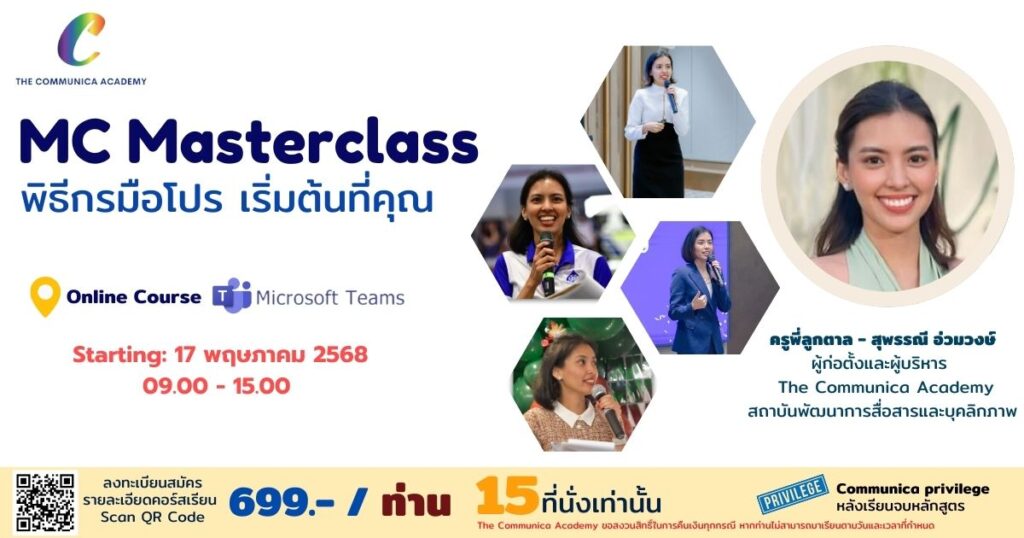 THE COMMUNICA ACADEMY
MC Masterclass
พิธีกรมือโปร เริ่มต้นที่คุณ
Online Course Microsoft Teams
Starting: 17 พฤษภาคม 2568
09.00 - 15.00
ครูพี่ลูกตาล - สุพรรณี อ่วมวงษ์
ผู้ก่อตั้งและผู้บริหาร
The Communica Academy
สถาบันพัฒนาการสื่อสารและบุคลิกภาพ
ลงทะเบียนสมัคร
รายละเอียดคอร์สเรียน
Scan QR Code
699.- / ท่าน
15 ที่นั่งเท่านั้น
The Communica Academy ขอสงวนสิทธิ์ในการคืนเงินทุกกรณี หากท่านไม่สามารถมาเรียนตามวันและเวลาที่กำหนด
PRIVILEGE
Communica privilege
หลังเรียนจบหลักสูตร